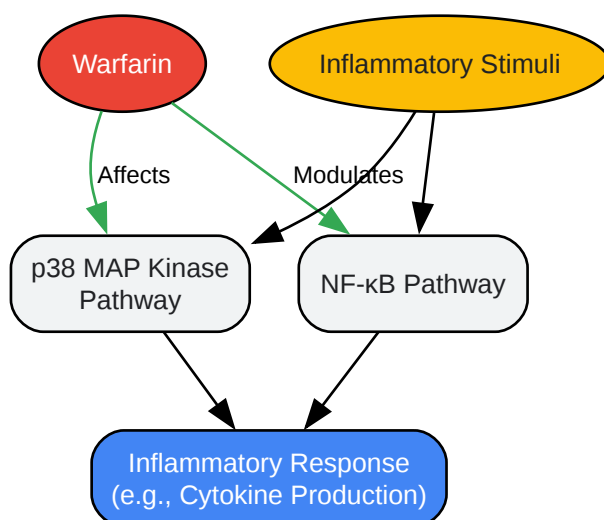 Warfarin
Inflammatory Stimuli
Affects
Modulates
p38 MAP Kinase
Pathway
NF-κB Pathway
Inflammatory Response
(e.g., Cytokine Production)